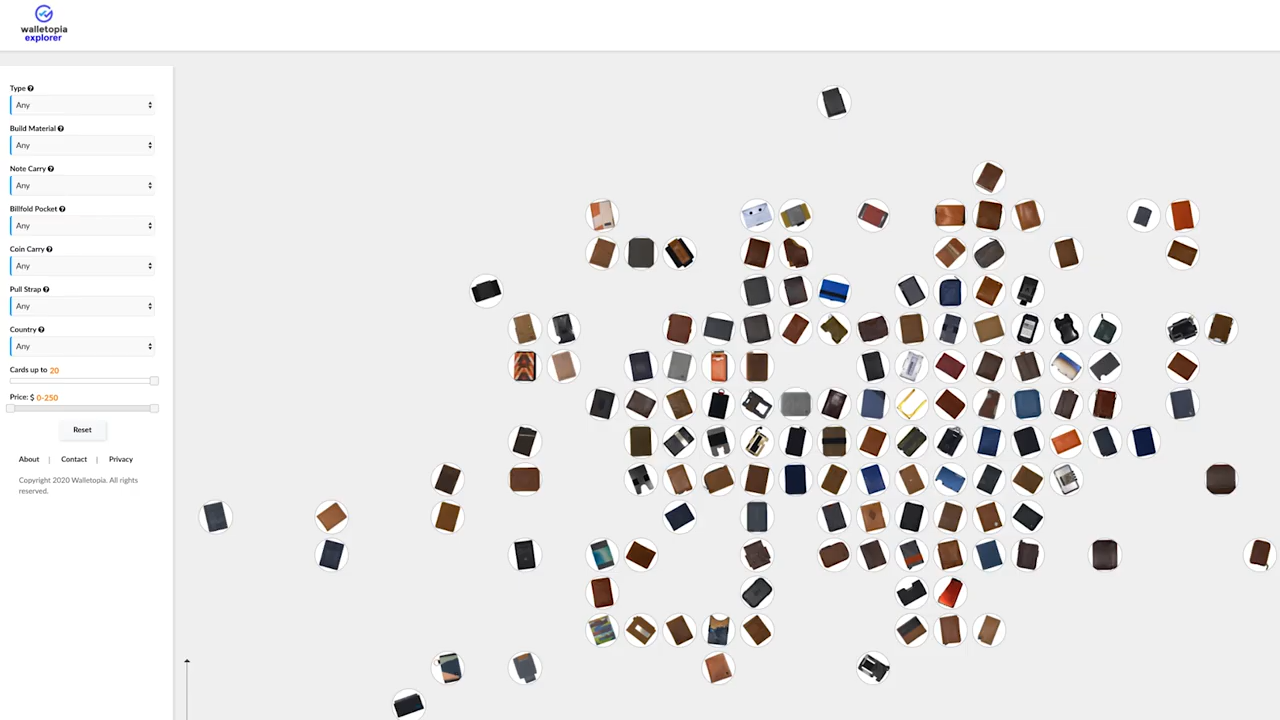 walletopia
explorer
Type
Any
Build Material
Any
Note Carry
Any
Billfold Pocket
Any
Coin Carry
Any
Pull Strap
Any
Country
Any
Cards up to 20
Price: $ 0-250
Reset
About | Contact | Privacy
Copyright 2020 Walletopia. All rights
reserved.